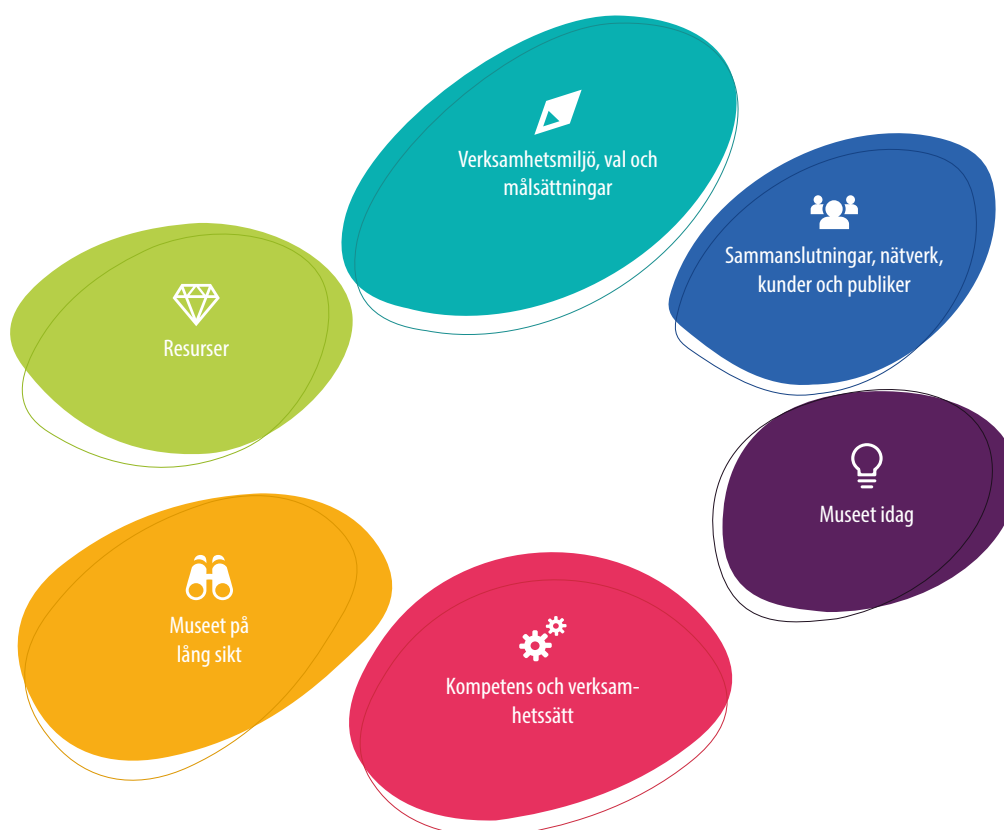 Verksamhetsmiljö, val och
målsättningar
Sammanslutningar, nätverk,
kunder och publiker
Resurser
Museet idag
Museet på
lång sikt
Kompetens och verksam-
hetssätt